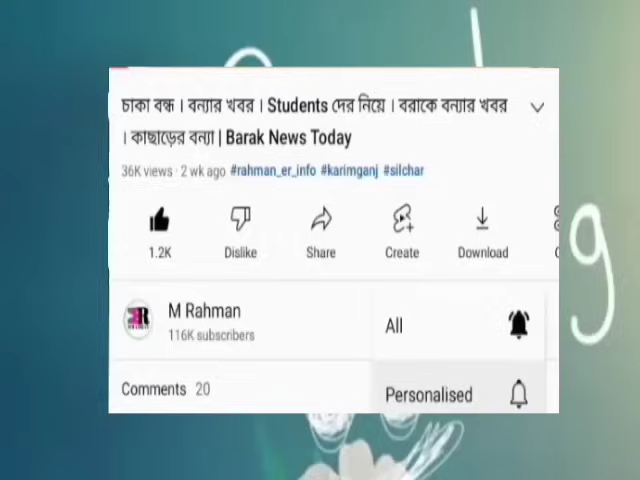 চাকা বন্ধ । বন্যার খবর । Students দের নিয়ে । বরাকে বন্যার খবর
। কাছাড়ের বন্যা | Barak News Today
36K views · 2 wk ago #rahman_er_info #karimganj #silchar
1.2K Dislike Share Create Download
M Rahman
116K subscribers
All
Comments 20
Personalised
g